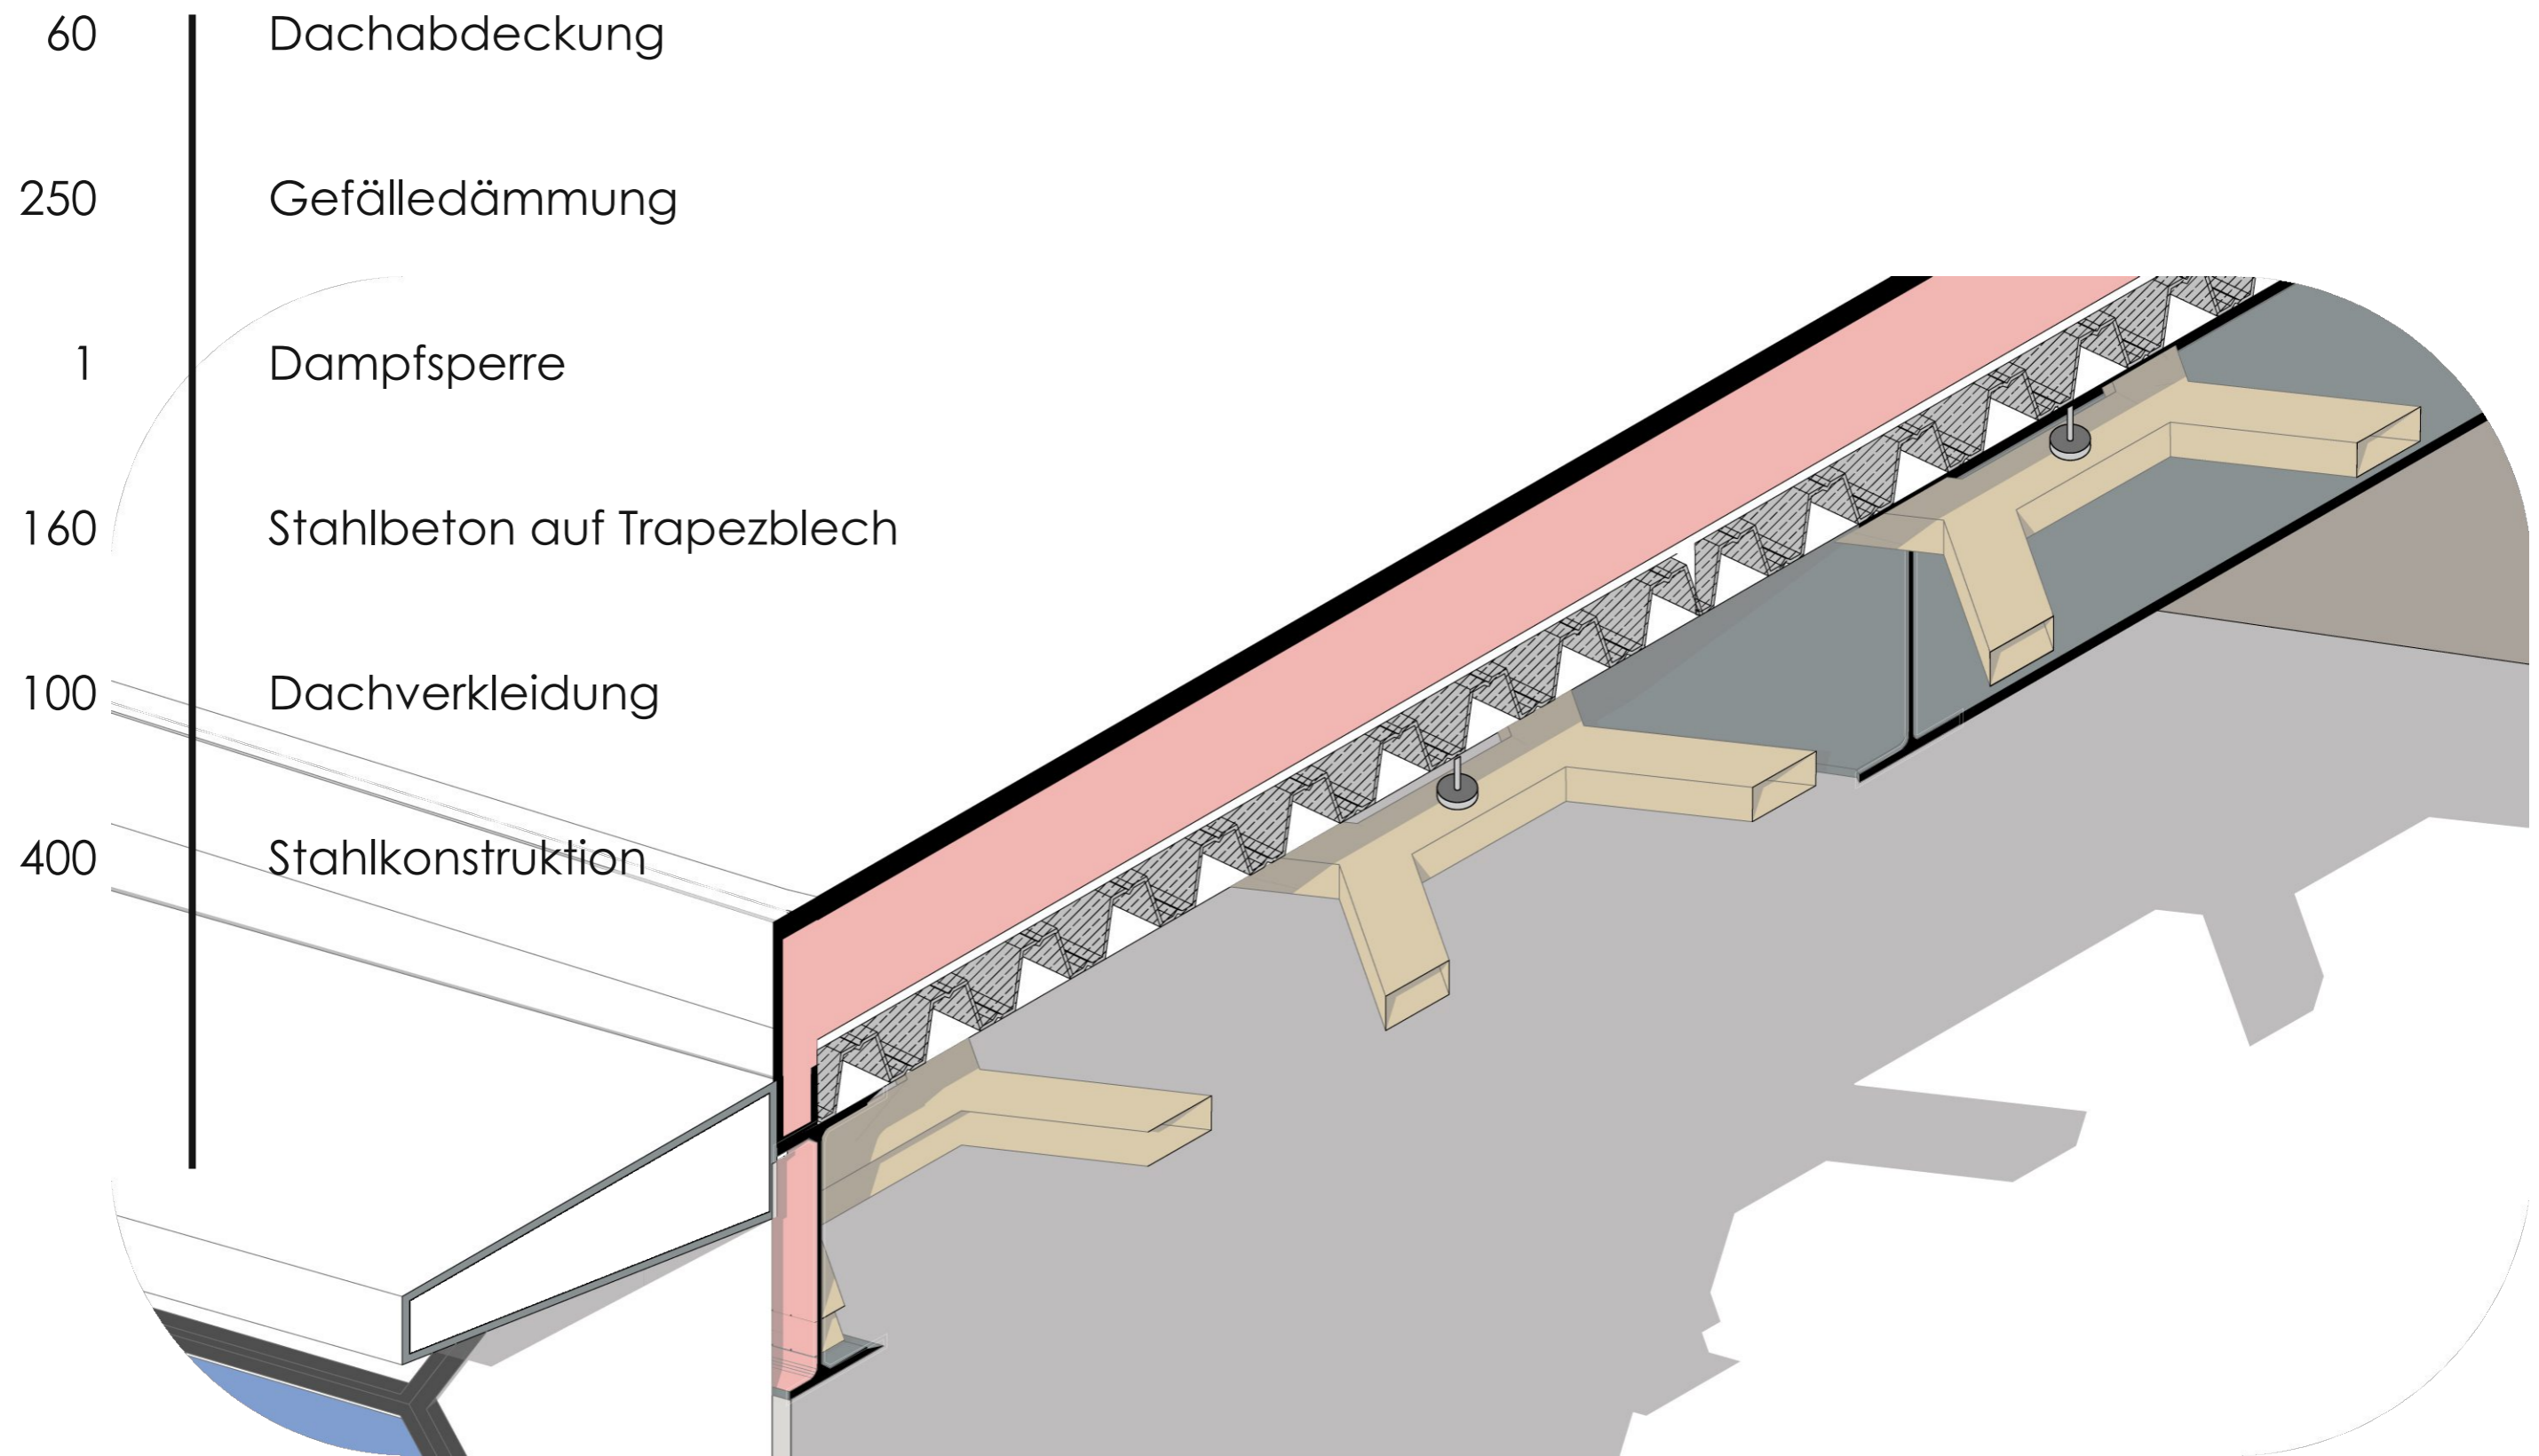 60 Dachabdeckung
250 Gefälledämmung
1 Dampfsperre
160 Stahlbeton auf Trapezblech
100 Dachverkleidung
400 Stahlkonstruktion